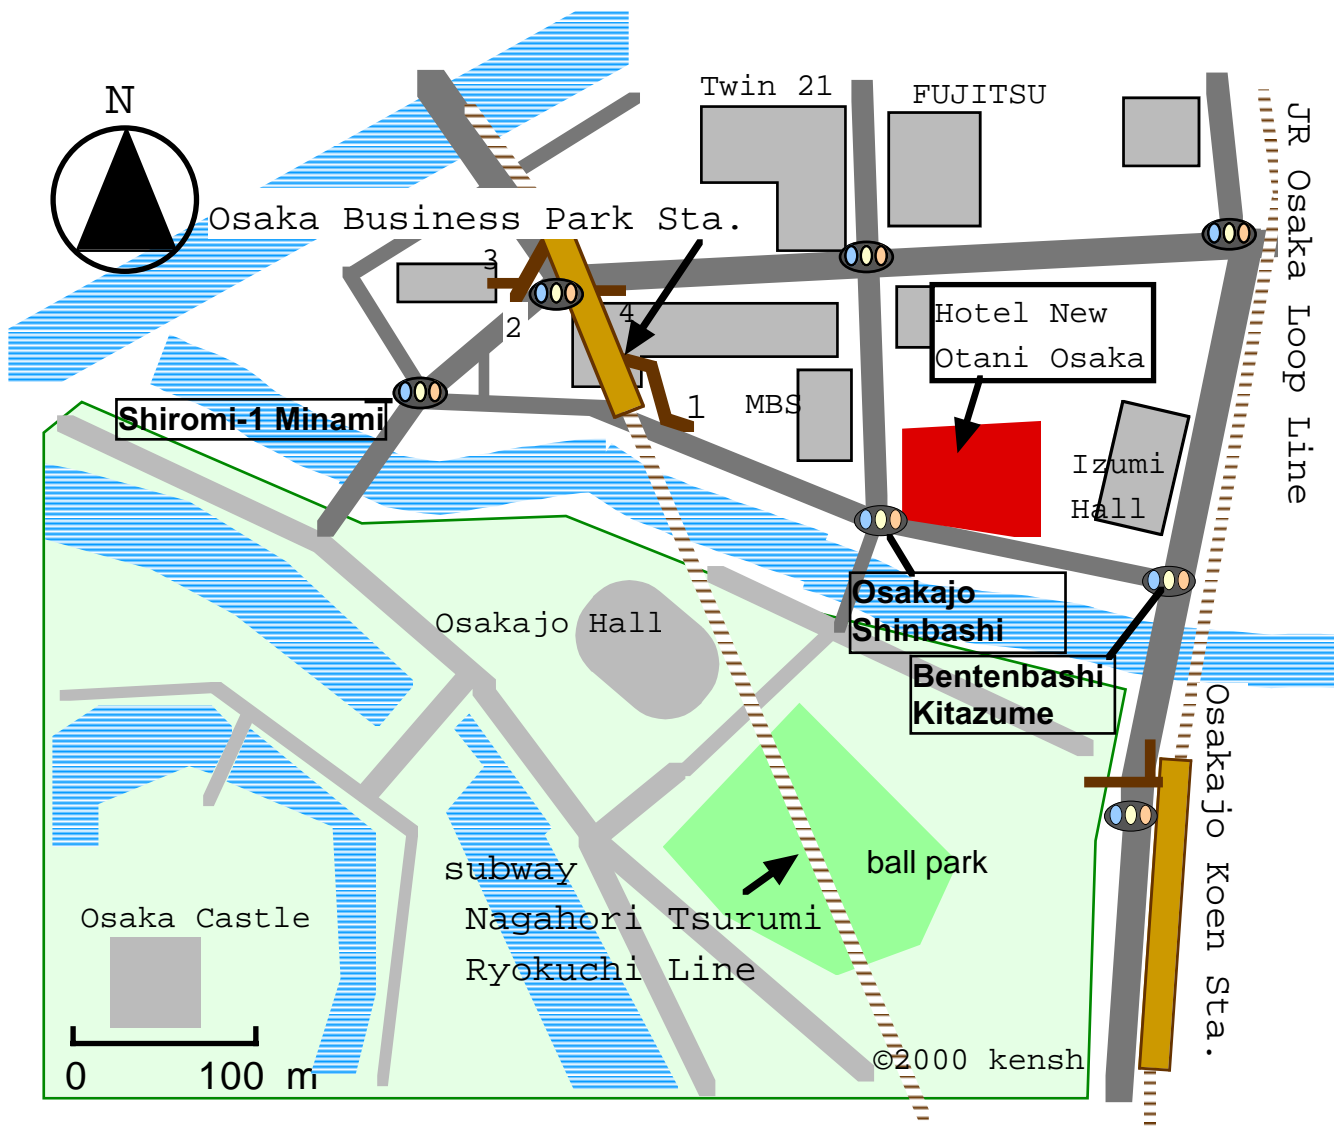 N
Twin 21
FUJITSU
JR Osaka Loop Line
Osaka Business Park Sta.
3
2
4
Hotel New
Otani Osaka
1
MBS
Shiromi-1 Minami
Izumi
Hall
Osakajo
Shinbashi
Osakajo Hall
Bentenbashi
Kitazume
Osakajo Koen Sta.
ball park
subway
Nagahori Tsurumi
Ryokuchi Line
Osaka Castle
0
100 m
©2000 kensh